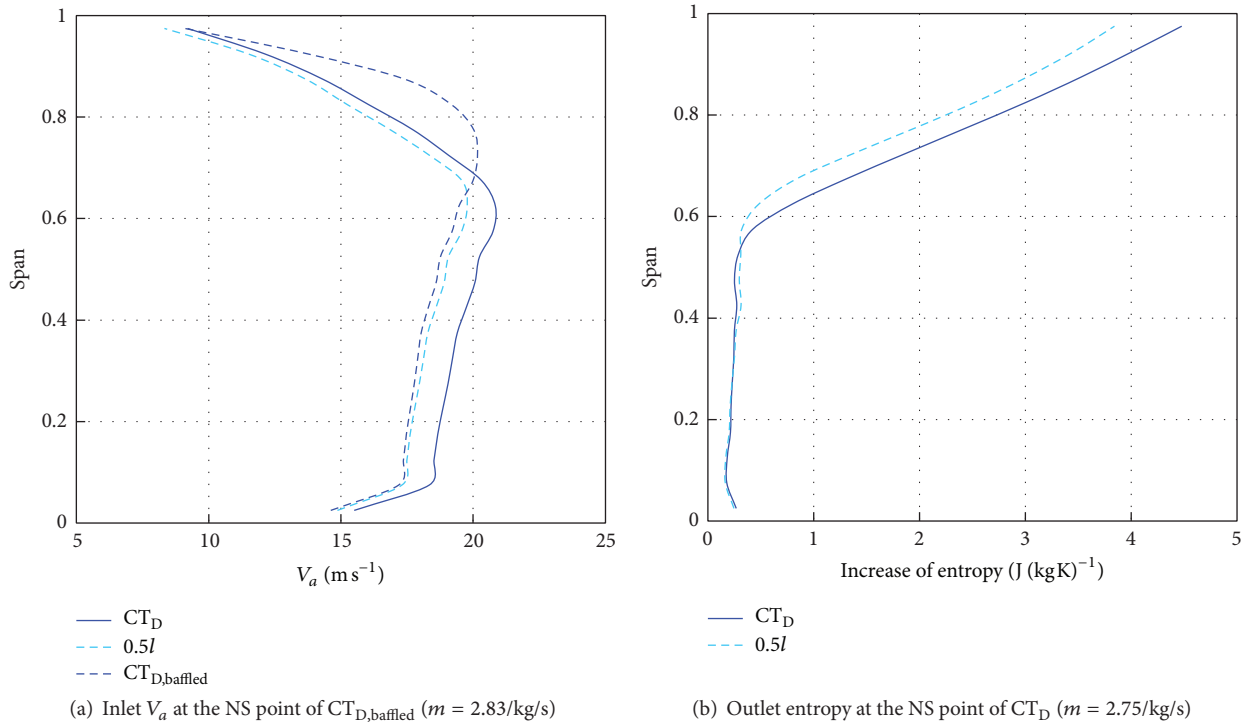 1
0.8
0.6
0.4
0.2
0
Span
5 10 15 20 25
V_a (m s⁻¹)
CT_D
0.5l
CT_D,baffled
(a) Inlet V_a at the NS point of CT_D,baffled (m = 2.83/kg/s)
1
0.8
0.6
0.4
0.2
0
Span
0 1 2 3 4 5
Increase of entropy (J (kg K)⁻¹)
CT_D
0.5l
(b) Outlet entropy at the NS point of CT_D (m = 2.75/kg/s)